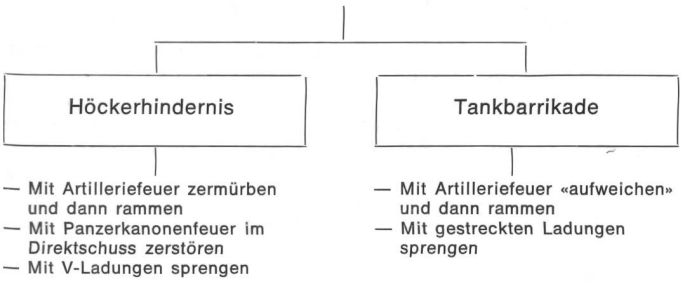 Höckerhindernis
— Mit Artilleriefeuer zermürben
und dann rammen
— Mit Panzerkanonenfeuer im
Direktschuss zerstören
— Mit V-Ladungen sprengen
Tankbarrikade
— Mit Artilleriefeuer «aufweichen»
und dann rammen
— Mit gestreckten Ladungen
sprengen